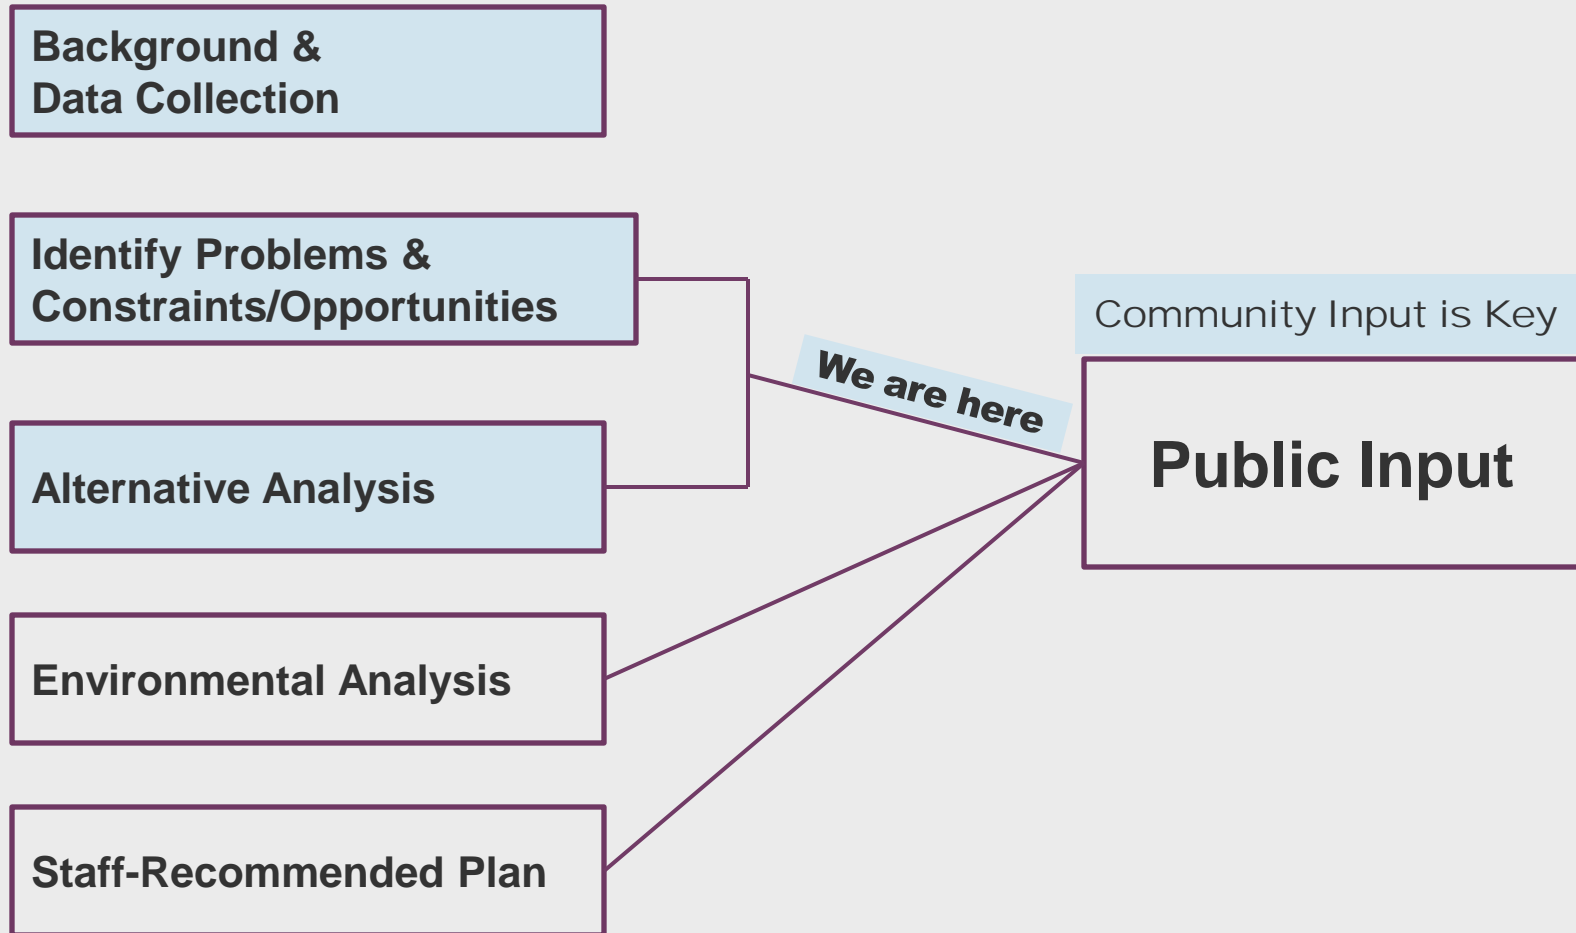 Background &
Data Collection
Identify Problems &
Constraints/Opportunities
Alternative Analysis
Environmental Analysis
Staff-Recommended Plan
We are here
Community Input is Key
Public Input